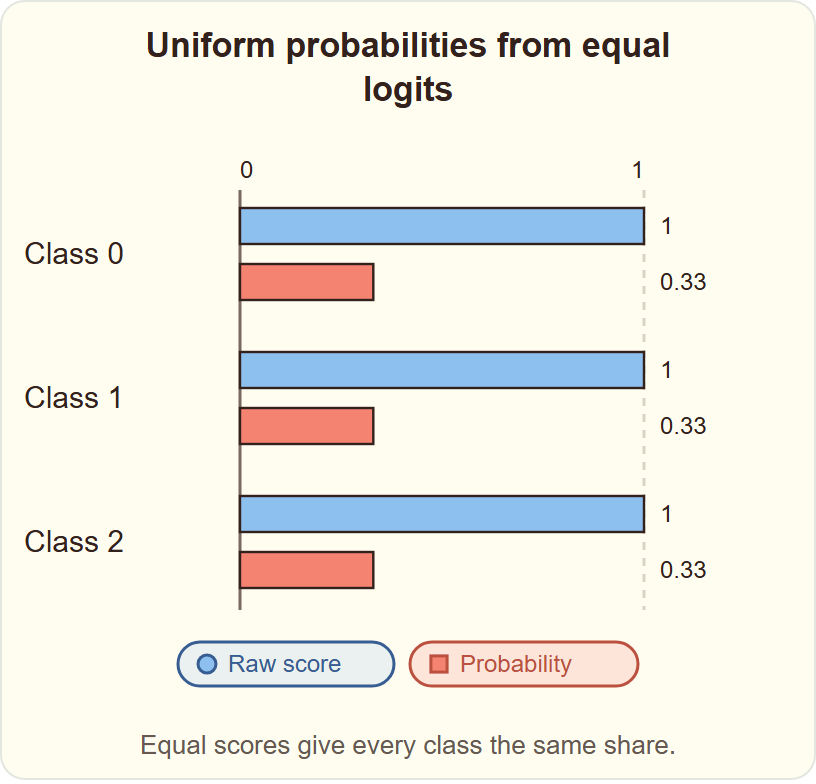 Uniform probabilities from equal
logits
0 1
1
Class 0
0.33
1
Class 1
0.33
1
Class 2
0.33
Raw score Probability
Equal scores give every class the same share.